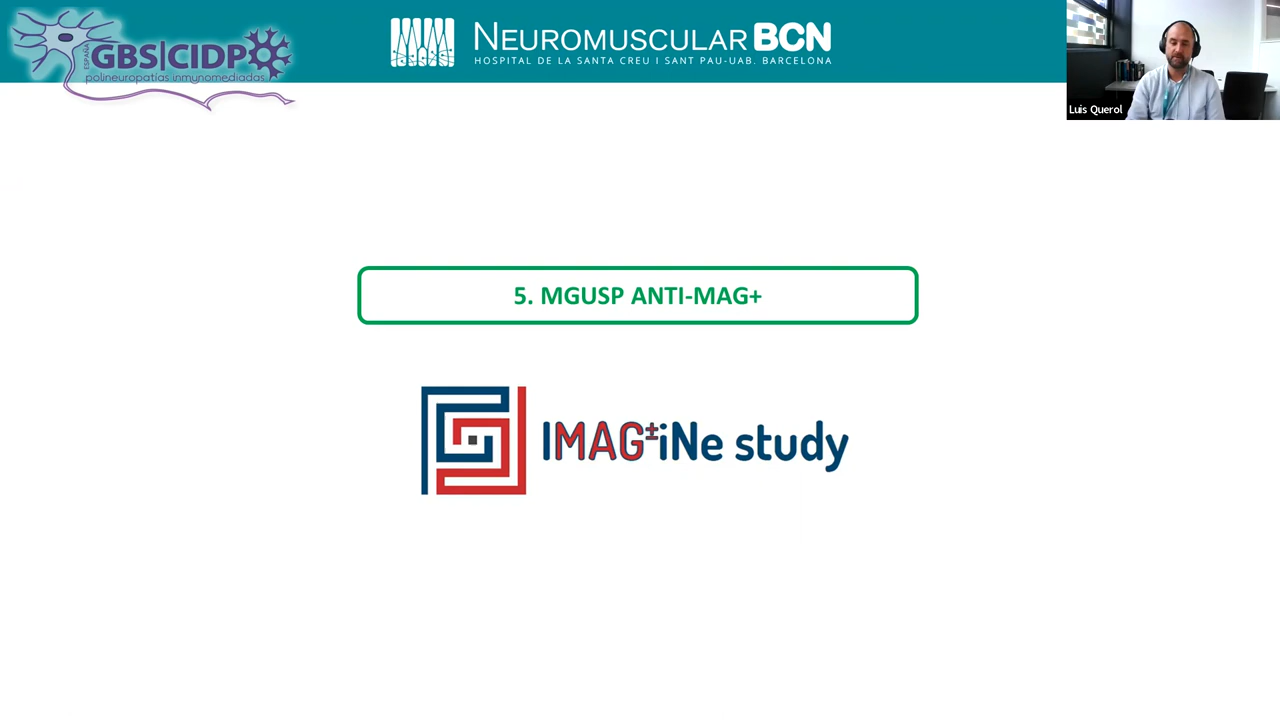 ESPAÑA
GBS|CIDP
polineuropatías inmunomediadas
NEUROMUSCULAR BCN
HOSPITAL DE LA SANTA CREU I SANT PAU-UAB. BARCELONA
Luis Querol
5. MGUSP ANTI-MAG+
IMAG±iNe study